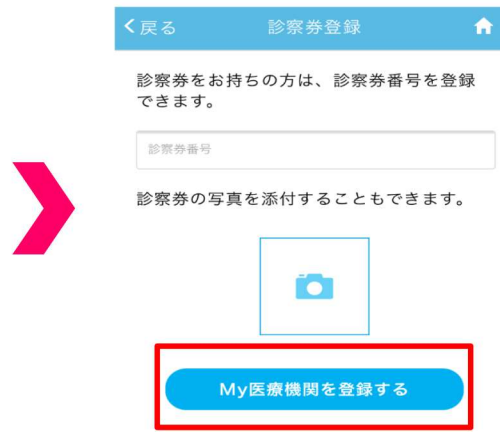 戻る 診察券登録
診察券をお持ちの方は、診察券番号を登録
できます。
診察券番号
診察券の写真を添付することもできます。
My医療機関を登録する